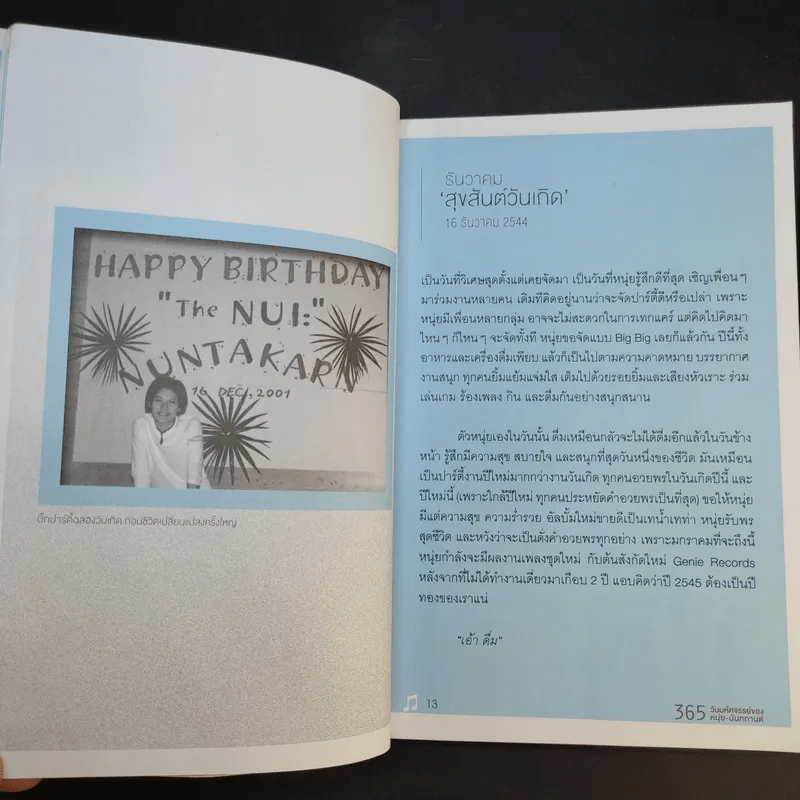 HAPPY BIRTHDAY
"The NUI:"
NUNTAKARN
16 DEC, 2001
บิ๊กปาร์ตี้ฉลองวันเกิด ก่อนชีวิตเปลี่ยนแปลงครั้งใหญ่
ธันวาคม
'สุขสันต์วันเกิด'
16 ธันวาคม 2544
เป็นวันที่วิเศษสุดตั้งแต่เคยจัดมา เป็นวันที่หนุ่ยรู้สึกดีที่สุด เชิญเพื่อนๆ
มาร่วมงานหลายคน เดิมทีคิดอยู่นานว่าจะจัดปาร์ตี้ดีหรือเปล่า เพราะ
หนุ่ยมีเพื่อนหลายกลุ่ม อาจจะไม่สะดวกในการเทกแคร์ แต่คิดไปคิดมา
ไหนๆ ก็ไหนๆ จะจัดทั้งที หนุ่ยขอจัดแบบ Big Big เลยก็แล้วกัน ปีนี้ทั้ง
อาหารและเครื่องดื่มเพียบ แล้วก็เป็นไปตามความคาดหมาย บรรยากาศ
งานสนุก ทุกคนยิ้มแย้มแจ่มใส เต็มไปด้วยรอยยิ้มและเสียงหัวเราะ ร่วม
เล่นเกม ร้องเพลง กิน และดื่มกันอย่างสนุกสนาน
ตัวหนุ่ยเองในวันนั้น ดื่มเหมือนกลัวจะไม่ได้ดื่มอีกแล้วในวันข้าง
หน้า รู้สึกมีความสุข สบายใจ และสนุกที่สุดวันหนึ่งของชีวิต มันเหมือน
เป็นปาร์ตี้งานปีใหม่มากกว่างานวันเกิด ทุกคนอวยพรในวันเกิดปีนี้ และ
ปีใหม่นี้ (เพราะใกล้ปีใหม่ ทุกคนประหยัดคำอวยพรเป็นที่สุด) ขอให้หนุ่ย
มีแต่ความสุข ความร่ำรวย อัลบั้มใหม่ขายดีเป็นเทน้ำเทท่า หนุ่ยรับพร
สุดชีวิต และหวังว่าจะเป็นดั่งคำอวยพรทุกอย่าง เพราะมกราคมที่จะถึงนี้
หนุ่ยกำลังจะมีผลงานเพลงชุดใหม่ กับต้นสังกัดใหม่ Genie Records
หลังจากที่ไม่ได้ทำงานเดี่ยวมาเกือบ 2 ปี แอบคิดว่าปี 2545 ต้องเป็นปี
ทองของเราแน่
"เอ้า ดื่ม"
13
365 วันมหัศจรรย์ของ
หนุ่ย-นันทกานต์